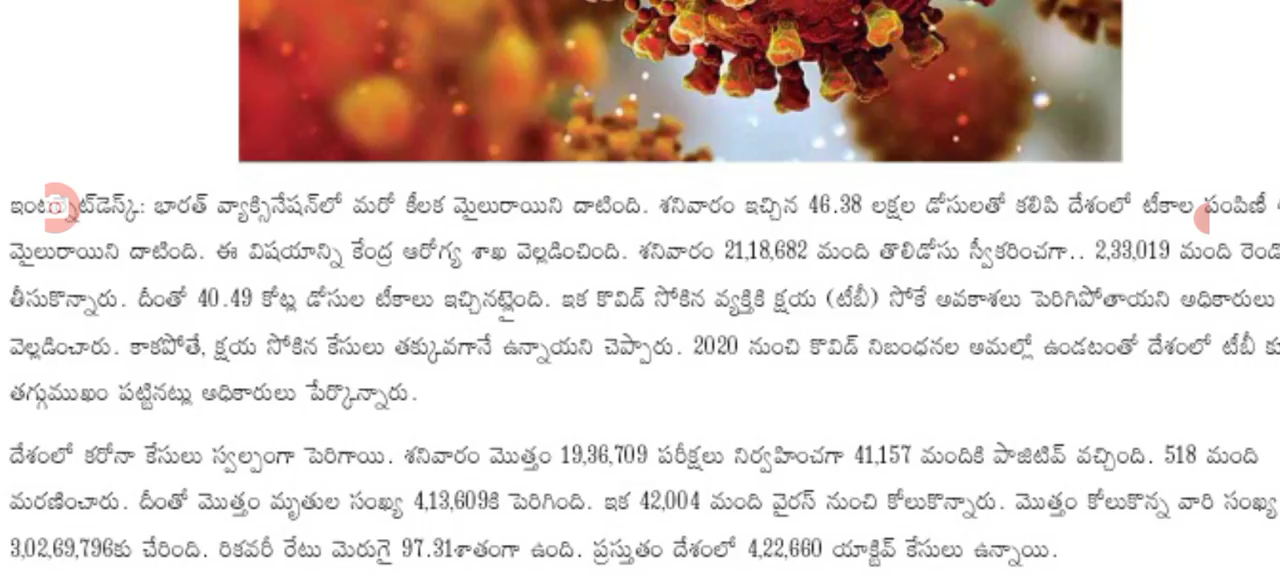 ఇంటర్నెట్‌డెస్క్: భారత్ వ్యాక్సినేషన్‌లో మరో కీలక మైలురాయిని దాటింది. శనివారం ఇచ్చిన 46.38 లక్షల డోసులతో కలిపి దేశంలో టీకాల పంపిణీ
మైలురాయిని దాటింది. ఈ విషయాన్ని కేంద్ర ఆరోగ్య శాఖ వెల్లడించింది. శనివారం 21,18,682 మంది తొలిడోసు స్వీకరించగా.. 2,33,019 మంది
తీసుకొన్నారు. దీంతో 40.49 కోట్ల డోసుల టీకాలు ఇచ్చినట్లైంది. ఇక కొవిడ్ సోకిన వ్యక్తికి క్షయ (టీబీ) సోకే అవకాశలు పెరిగిపోతాయని అధికారులు
వెల్లడించారు. కాకపోతే, క్షయ సోకిన కేసులు తక్కువగానే ఉన్నాయని చెప్పారు. 2020 నుంచి కొవిడ్ నిబంధనల అమల్లో ఉండటంతో దేశంలో టీబీ
తగ్గుముఖం పట్టినట్లు అధికారులు పేర్కొన్నారు.
దేశంలో కరోనా కేసులు స్వల్పంగా పెరిగాయి. శనివారం మొత్తం 19,36,709 పరీక్షలు నిర్వహించగా 41,157 మందికి పాజిటివ్ వచ్చింది. 518 మంది
మరణించారు. దీంతో మొత్తం మృతుల సంఖ్య 4,13,609కి పెరిగింది. ఇక 42,004 మంది వైరస్ నుంచి కోలుకొన్నారు. మొత్తం కోలుకొన్న వారి సంఖ్య
3,02,69,796కు చేరింది. రికవరీ రేటు మెరుగై 97.31శాతంగా ఉంది. ప్రస్తుతం దేశంలో 4,22,660 యాక్టివ్ కేసులు ఉన్నాయి.